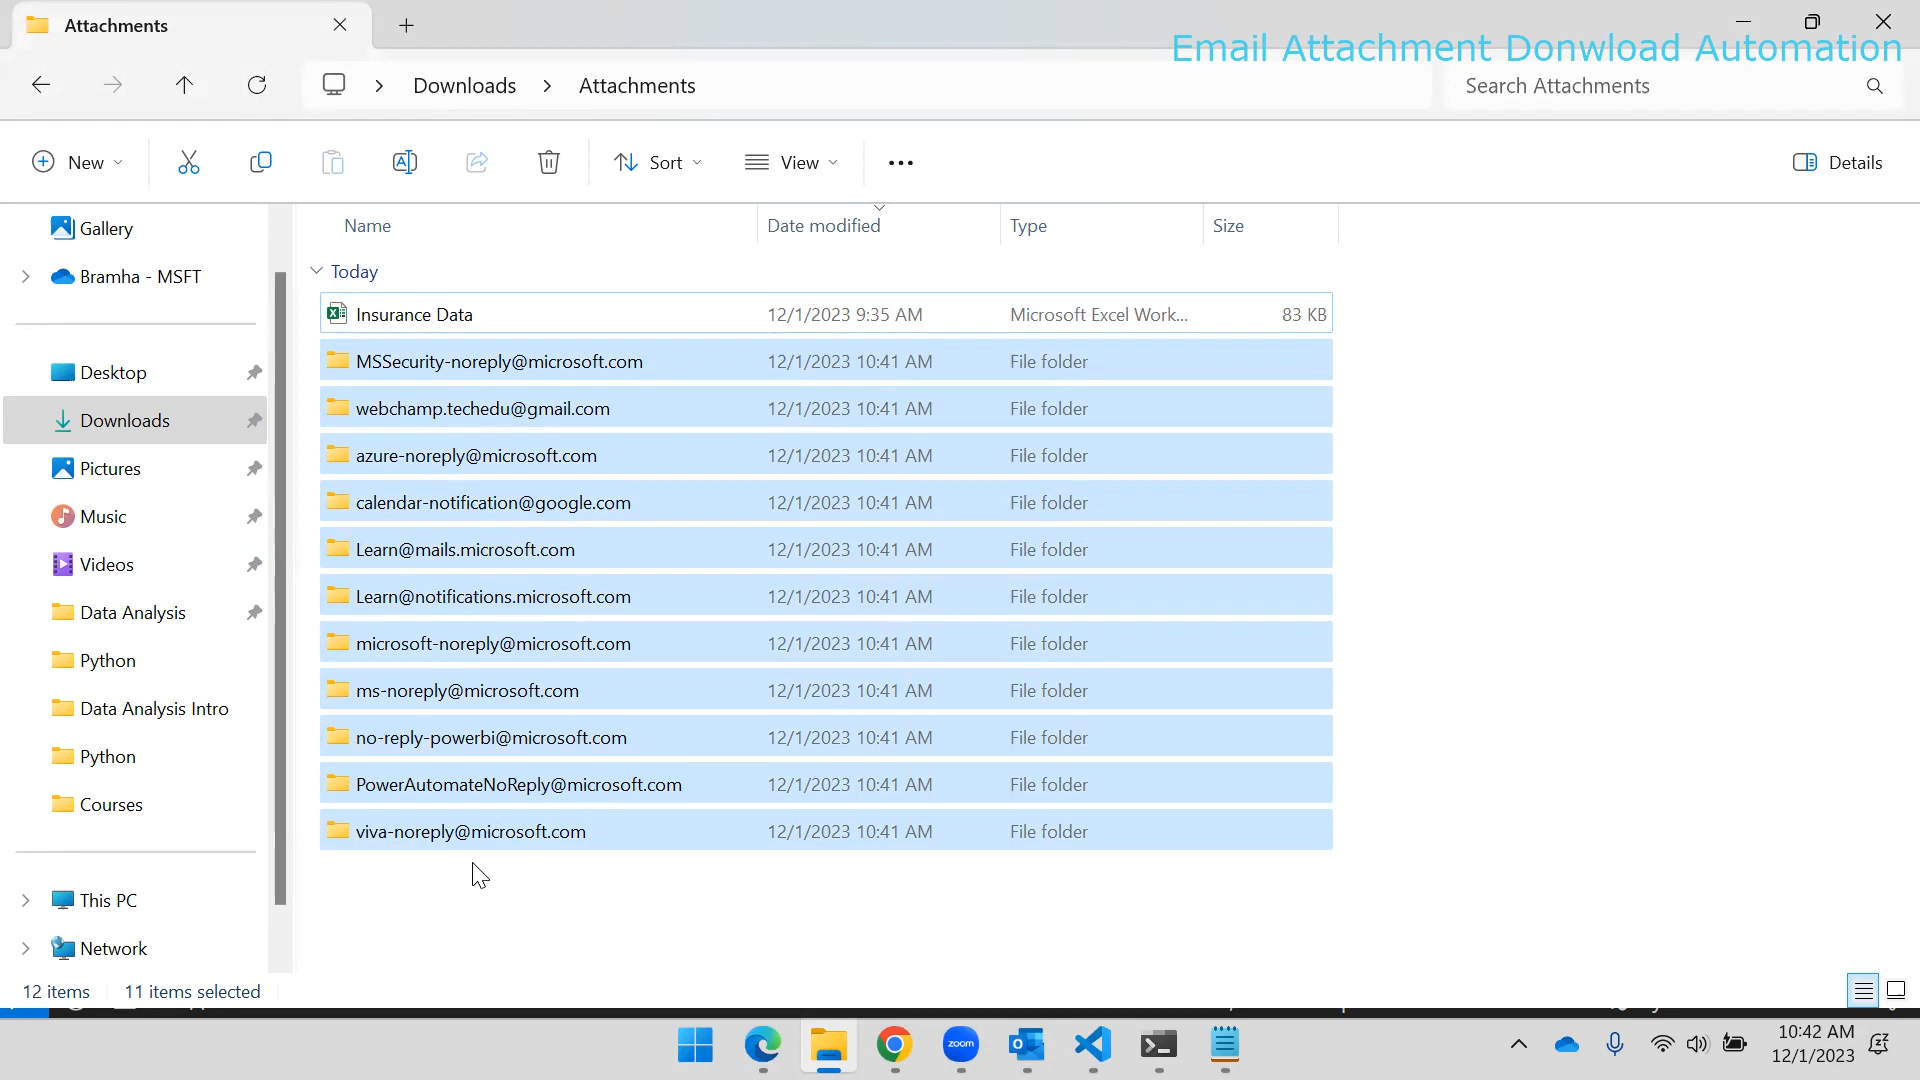 Attachments
Email Attachment Donwload Automation
Downloads
Attachments
Search Attachments
New
Sort
View
Details
Name
Date modified
Type
Size
Today
Insurance Data 12/1/2023 9:35 AM Microsoft Excel Work... 83 KB
MSSecurity-noreply@microsoft.com 12/1/2023 10:41 AM File folder
webchamp.techedu@gmail.com 12/1/2023 10:41 AM File folder
azure-noreply@microsoft.com 12/1/2023 10:41 AM File folder
calendar-notification@google.com 12/1/2023 10:41 AM File folder
Learn@mails.microsoft.com 12/1/2023 10:41 AM File folder
Learn@notifications.microsoft.com 12/1/2023 10:41 AM File folder
microsoft-noreply@microsoft.com 12/1/2023 10:41 AM File folder
ms-noreply@microsoft.com 12/1/2023 10:41 AM File folder
no-reply-powerbi@microsoft.com 12/1/2023 10:41 AM File folder
PowerAutomateNoReply@microsoft.com 12/1/2023 10:41 AM File folder
viva-noreply@microsoft.com 12/1/2023 10:41 AM File folder
Gallery
Bramha - MSFT
Desktop
Downloads
Pictures
Music
Videos
Data Analysis
Python
Data Analysis Intro
Python
Courses
This PC
Network
12 items
11 items selected
zoom
10:42 AM
12/1/2023